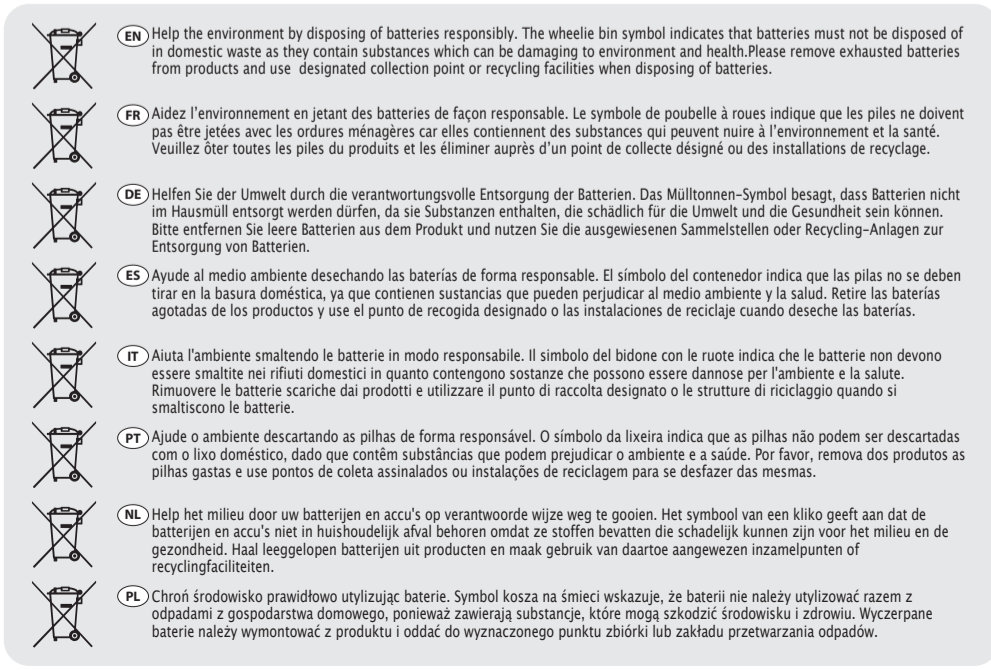 EN Help the environment by disposing of batteries responsibly. The wheelie bin symbol indicates that batteries must not be disposed of
in domestic waste as they contain substances which can be damaging to environment and health.Please remove exhausted batteries
from products and use  designated collection point or recycling facilities when disposing of batteries.
FR Aidez l’environnement en jetant des batteries de façon responsable. Le symbole de poubelle à roues indique que les piles ne doivent
pas être jetées avec les ordures ménagères car elles contiennent des substances qui peuvent nuire à l’environnement et la santé.
Veuillez ôter toutes les piles du produits et les éliminer auprès d’un point de collecte désigné ou des installations de recyclage.
DE Helfen Sie der Umwelt durch die verantwortungsvolle Entsorgung der Batterien. Das Mülltonnen-Symbol besagt, dass Batterien nicht
im Hausmüll entsorgt werden dürfen, da sie Substanzen enthalten, die schädlich für die Umwelt und die Gesundheit sein können.
Bitte entfernen Sie leere Batterien aus dem Produkt und nutzen Sie die ausgewiesenen Sammelstellen oder Recycling-Anlagen zur
Entsorgung von Batterien.
ES Ayude al medio ambiente desechando las baterías de forma responsable. El símbolo del contenedor indica que las pilas no se deben
tirar en la basura doméstica, ya que contienen sustancias que pueden perjudicar al medio ambiente y la salud. Retire las baterías
agotadas de los productos y use el punto de recogida designado o las instalaciones de reciclaje cuando deseche las baterías.
IT Aiuta l'ambiente smaltendo le batterie in modo responsabile. Il simbolo del bidone con le ruote indica che le batterie non devono
essere smaltite nei rifiuti domestici in quanto contengono sostanze che possono essere dannose per l'ambiente e la salute.
Rimuovere le batterie scariche dai prodotti e utilizzare il punto di raccolta designato o le strutture di riciclaggio quando si
smaltiscono le batterie.
PT Ajude o ambiente descartando as pilhas de forma responsável. O símbolo da lixeira indica que as pilhas não podem ser descartadas
com o lixo doméstico, dado que contêm substâncias que podem prejudicar o ambiente e a saúde. Por favor, remova dos produtos as
pilhas gastas e use pontos de coleta assinalados ou instalações de reciclagem para se desfazer das mesmas.
NL Help het milieu door uw batterijen en accu's op verantwoorde wijze weg te gooien. Het symbool van een kliko geeft aan dat de
batterijen en accu's niet in huishoudelijk afval behoren omdat ze stoffen bevatten die schadelijk kunnen zijn voor het milieu en de
gezondheid. Haal leeggelopen batterijen uit producten en maak gebruik van daartoe aangewezen inzamelpunten of
recyclingfaciliteiten.
PL Chroń środowisko prawidłowo utylizując baterie. Symbol kosza na śmieci wskazuje, że baterii nie należy utylizować razem z
odpadami z gospodarstwa domowego, ponieważ zawierają substancje, które mogą szkodzić środowisku i zdrowiu. Wyczerpane
baterie należy wymontować z produktu i oddać do wyznaczonego punktu zbiórki lub zakładu przetwarzania odpadów.